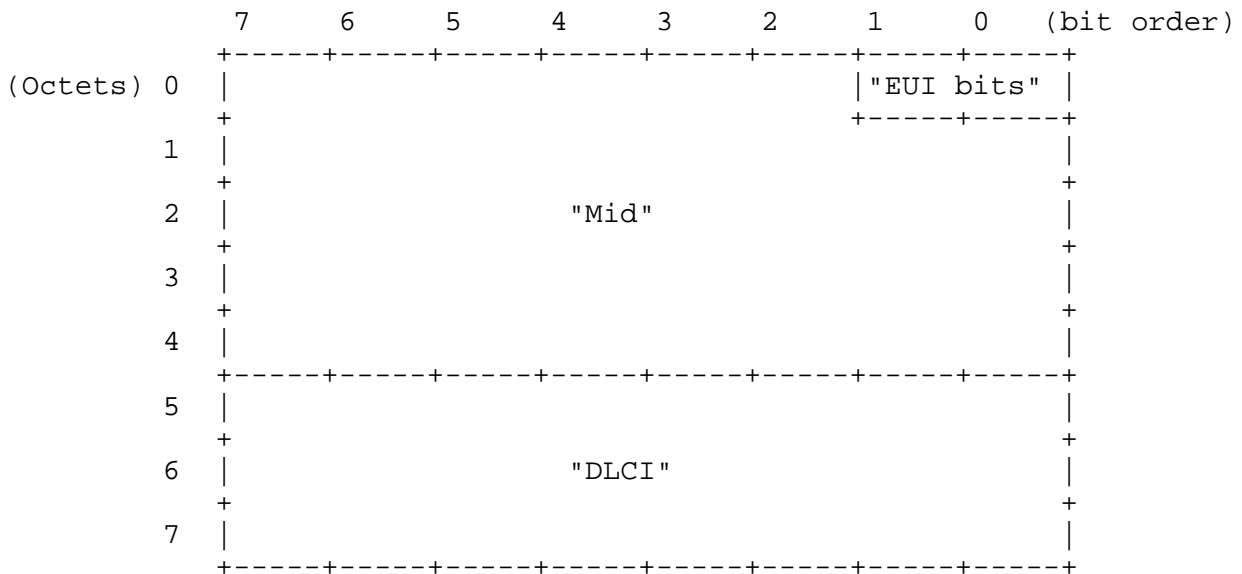 7     6     5     4     3     2     1     0   (bit order)
            +-----+-----+-----+-----+-----+-----+-----+-----+
(Octets) 0  |                                   |"EUI bits" |
            +                                   +-----+-----+
         1  |                                               |
            +                                               +
         2  |                   "Mid"                       |
            +                                               +
         3  |                                               |
            +                                               +
         4  |                                               |
            +-----+-----+-----+-----+-----+-----+-----+-----+
         5  |                                               |
            +                                               +
         6  |                   "DLCI"                      |
            +                                               +
         7  |                                               |
            +-----+-----+-----+-----+-----+-----+-----+-----+